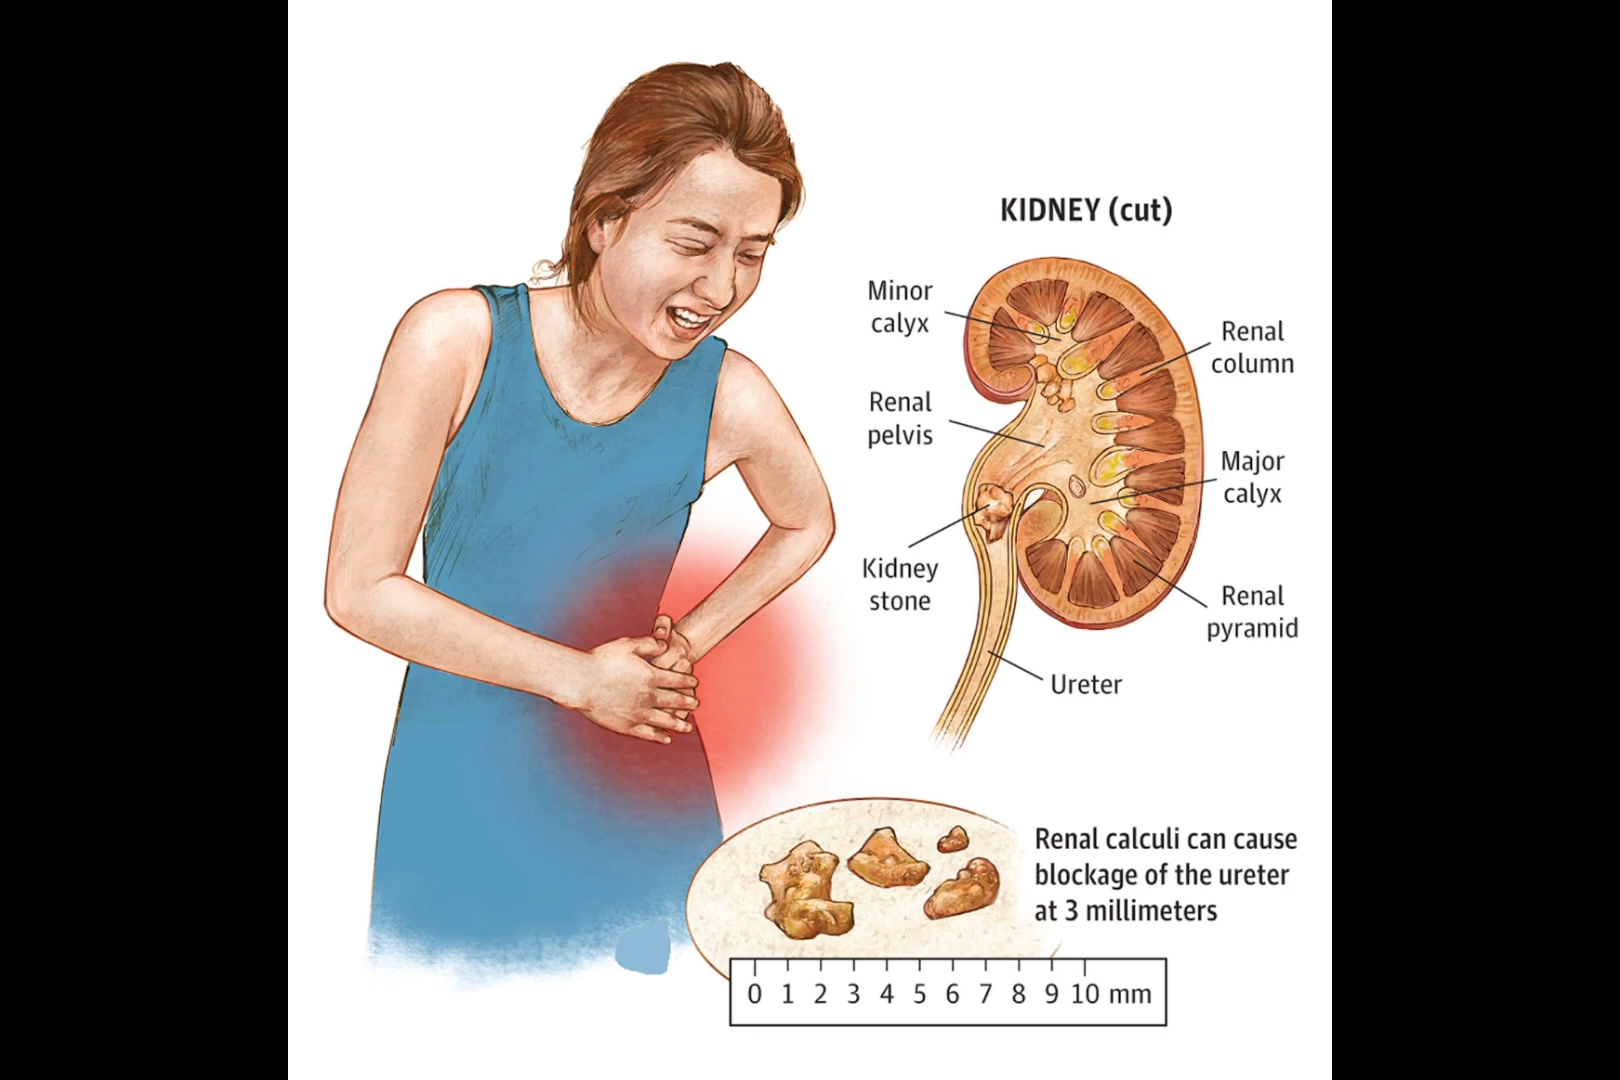 KIDNEY (cut)
Minor
calyx
Renal
column
Renal
pelvis
Major
calyx
Kidney
stone
Renal
pyramid
Ureter
Renal calculi can cause
blockage of the ureter
at 3 millimeters
0 1 2 3 4 5 6 7 8 9 10 mm